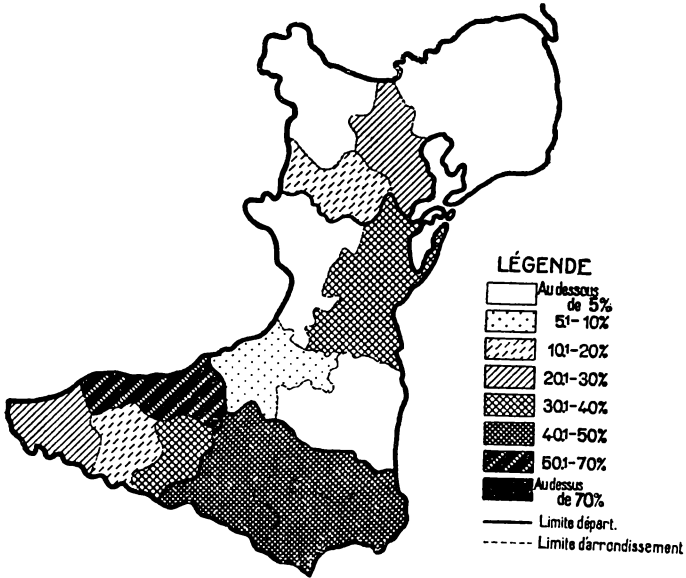 LÉGENDE
Au dessous
de 5%
5.1–10%
10.1–20%
20.1–30%
30.1–40%
40.1–50%
50.1–70%
Au dessus
de 70%
Limite départ.
Limite d'arrondissement